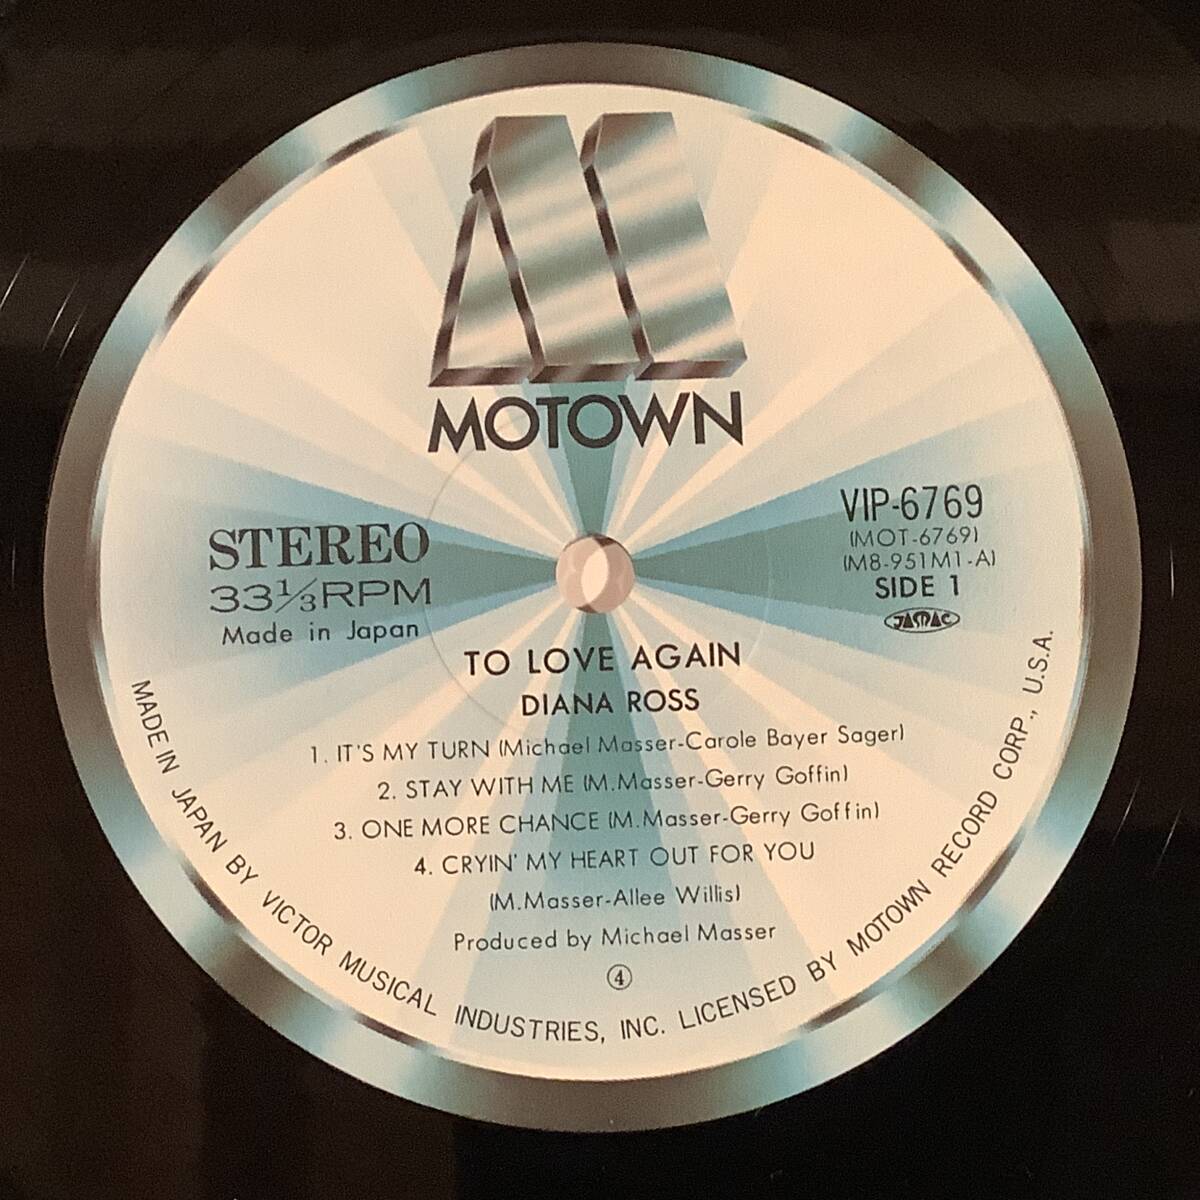 MOTOWN
STEREO
33⅓RPM
Made in Japan
VIP-6769
(MOT-6769)
(M8-951M1-A)
SIDE 1
JASRAC
TO LOVE AGAIN
DIANA ROSS
1. IT'S MY TURN (Michael Masser-Carole Bayer Sager)
2. STAY WITH ME (M.Masser-Gerry Goffin)
3. ONE MORE CHANCE (M.Masser-Gerry Goffin)
4. CRYIN' MY HEART OUT FOR YOU
(M.Masser-Allee Willis)
Produced by Michael Masser
④
MADE IN JAPAN BY VICTOR MUSICAL INDUSTRIES, INC. LICENSED BY MOTOWN RECORD CORP., U.S.A.